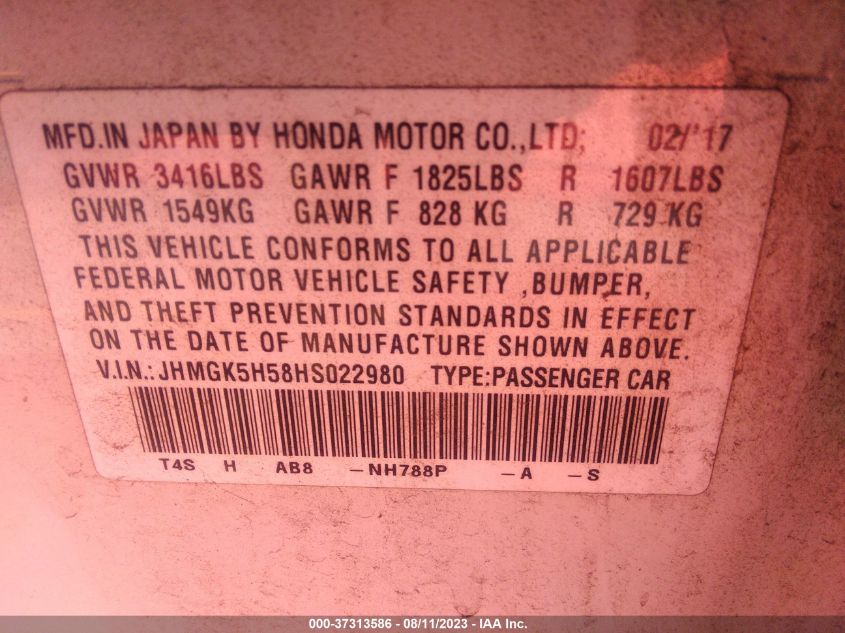 MFD.IN JAPAN BY HONDA MOTOR CO.,LTD; 02/'17
GVWR 3416LBS GAWR F 1825LBS R 1607LBS
GVWR 1549KG GAWR F 828 KG R 729 KG
THIS VEHICLE CONFORMS TO ALL APPLICABLE
FEDERAL MOTOR VEHICLE SAFETY ,BUMPER,
AND THEFT PREVENTION STANDARDS IN EFFECT
ON THE DATE OF MANUFACTURE SHOWN ABOVE.
V.I.N.: JHMGK5H58HS022980 TYPE:PASSENGER CAR
T4S H AB8 -NH788P -A -S
000-37313586 - 08/11/2023 - IAA Inc.